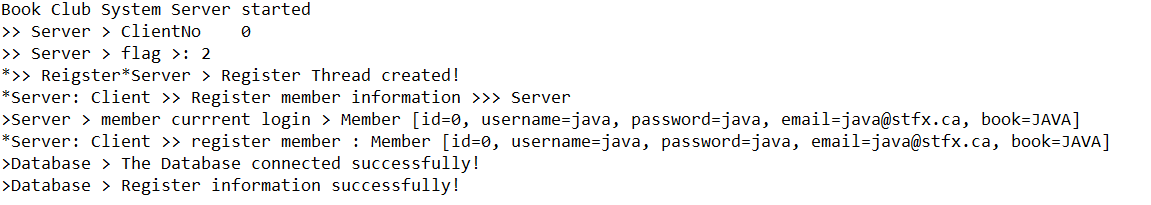 Book Club System Server started
>> Server > ClientNo    0
>> Server > flag >: 2
*>> Reigster*Server > Register Thread created!
*Server: Client >> Register member information >>> Server
>Server > member currrent login > Member [id=0, username=java, password=java, email=java@stfx.ca, book=JAVA]
*Server: Client >> register member : Member [id=0, username=java, password=java, email=java@stfx.ca, book=JAVA]
>Database > The Database connected successfully!
>Database > Register information successfully!